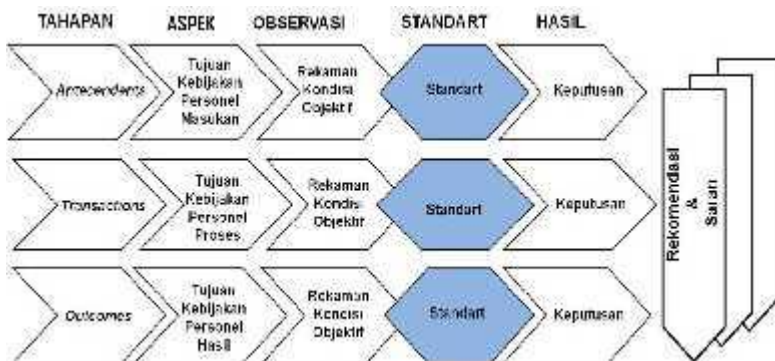 TAHAPAN ASPEK OBSERVASI STANDART HASIL
Antecendents
Tujuan
Kebijakan
Personel
Masukan
Rekaman
Kondisi
Objektif
Standart
Keputusan
Transactions
Tujuan
Kebijakan
Personel
Proses
Rekaman
Kondisi
Objektif
Standart
Keputusan
Outcomes
Tujuan
Kebijakan
Personel
Hasil
Rekaman
Kondisi
Objektif
Standart
Keputusan
Rekomendasi
&
Saran